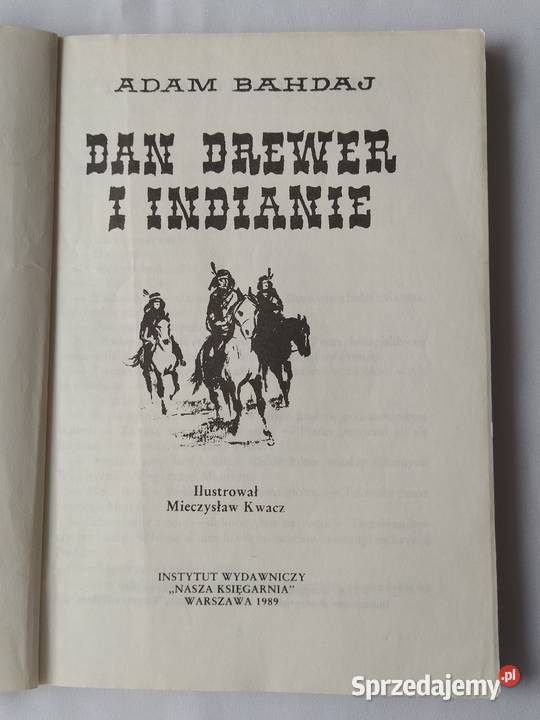 ADAM BAHDAJ
DAN DREWER
I INDIANIE
Ilustrował
Mieczysław Kwacz
INSTYTUT WYDAWNICZY
„NASZA KSIĘGARNIA"
WARSZAWA 1989
Sprzedajemy.pl